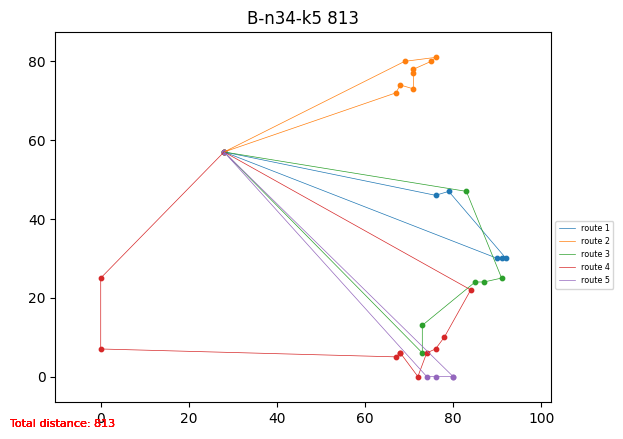 B-n34-k5 813
80
60
40
20
0
0 20 40 60 80 100
route 1
route 2
route 3
route 4
route 5
Total distance: 813